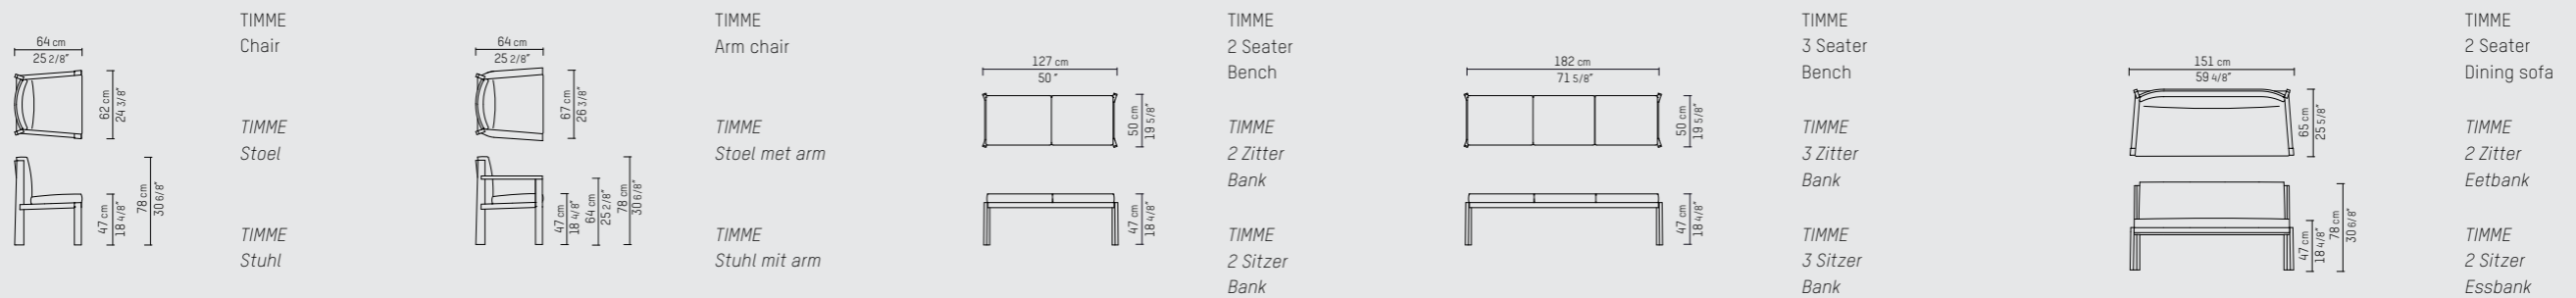 64 cm
25 2/8"
62 cm
24 3/8"
47 cm
18 4/8"
78 cm
30 6/8"
TIMME
Chair
TIMME
Stoel
TIMME
Stuhl
64 cm
25 2/8"
67 cm
26 3/8"
47 cm
18 4/8"
64 cm
25 2/8"
78 cm
30 6/8"
TIMME
Arm chair
TIMME
Stoel met arm
TIMME
Stuhl mit arm
127 cm
50 "
50 cm
19 5/8"
47 cm
18 4/8"
TIMME
2 Seater
Bench
TIMME
2 Zitter
Bank
TIMME
2 Sitzer
Bank
182 cm
71 5/8"
50 cm
19 5/8"
47 cm
18 4/8"
TIMME
3 Seater
Bench
TIMME
3 Zitter
Bank
TIMME
3 Sitzer
Bank
151 cm
59 4/8"
65 cm
25 5/8"
47 cm
18 4/8"
78 cm
30 6/8"
TIMME
2 Seater
Dining sofa
TIMME
2 Zitter
Eetbank
TIMME
2 Sitzer
Essbank